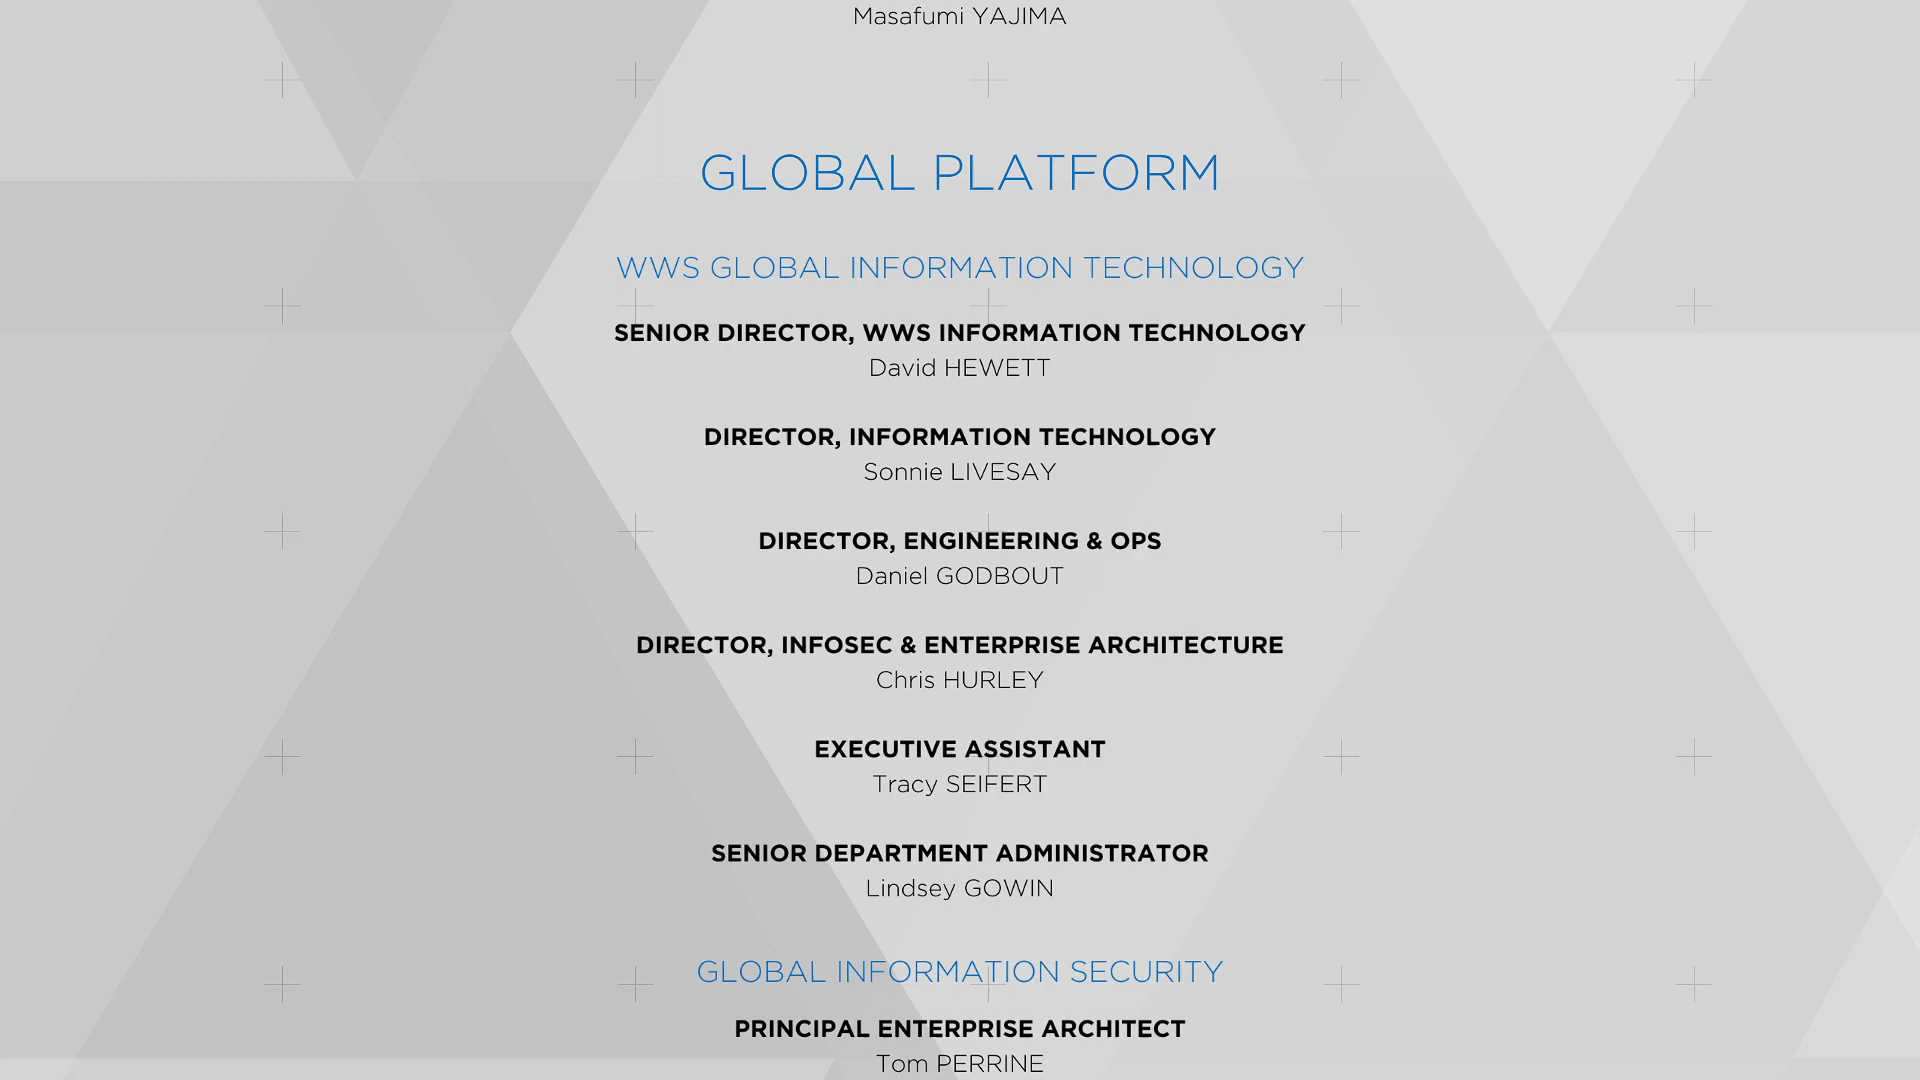 Masafumi YAJIMA
GLOBAL PLATFORM
WWS GLOBAL INFORMATION TECHNOLOGY
SENIOR DIRECTOR, WWS INFORMATION TECHNOLOGY
David HEWETT
DIRECTOR, INFORMATION TECHNOLOGY
Sonnie LIVESAY
DIRECTOR, ENGINEERING & OPS
Daniel GODBOUT
DIRECTOR, INFOSEC & ENTERPRISE ARCHITECTURE
Chris HURLEY
EXECUTIVE ASSISTANT
Tracy SEIFERT
SENIOR DEPARTMENT ADMINISTRATOR
Lindsey GOWIN
GLOBAL INFORMATION SECURITY
PRINCIPAL ENTERPRISE ARCHITECT
Tom PERRINE